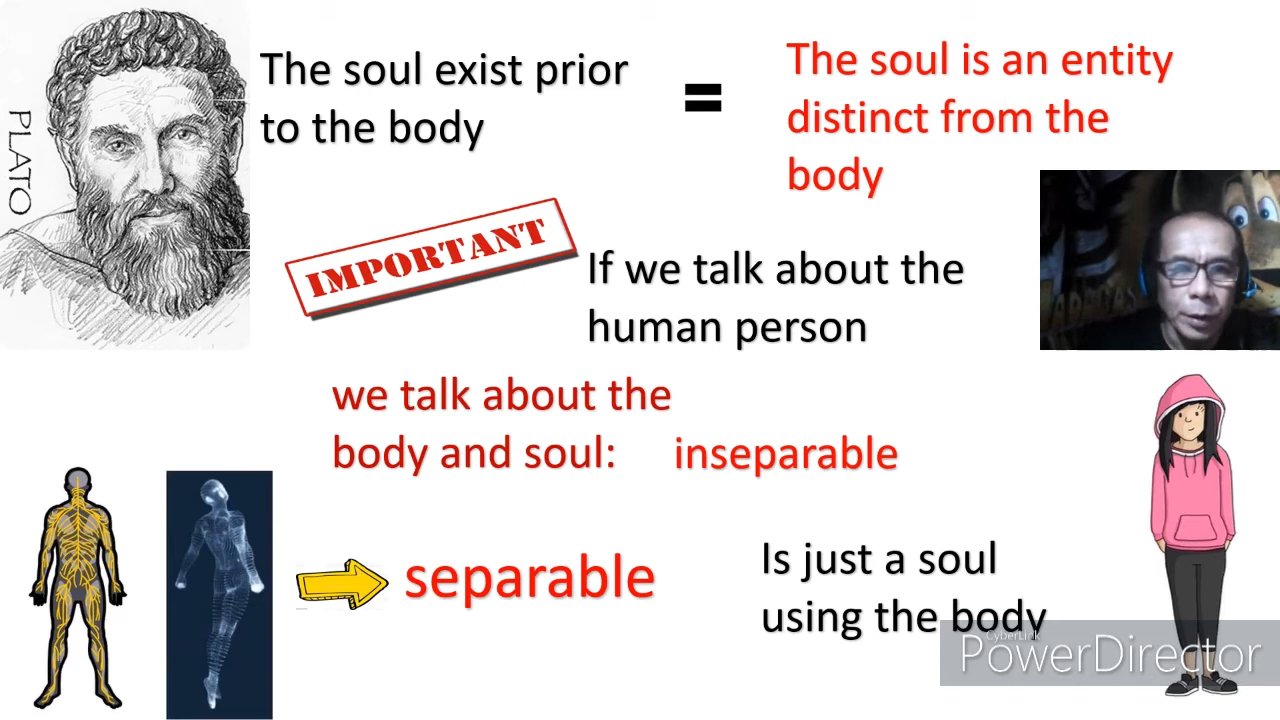 PLATO
The soul exist prior
to the body
=
The soul is an entity
distinct from the
body
IMPORTANT
If we talk about the
human person
we talk about the
body and soul:
inseparable
separable
Is just a soul
using the body
CyberLink
PowerDirector